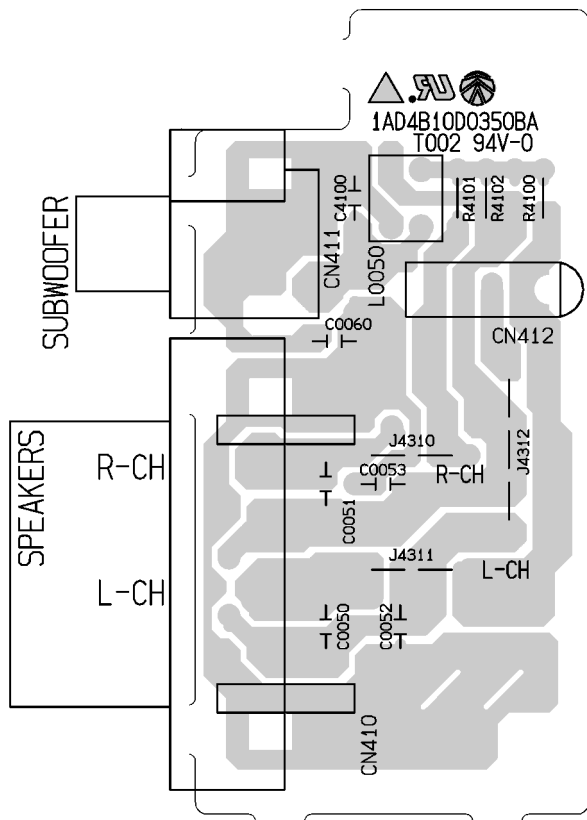 1AD4B10D0350BA
T002 94V-0
SUBWOOFER
CN411
C4100
L0050
R4101
R4102
R4100
C0060
CN412
SPEAKERS
R-CH
L-CH
J4310
C0053
R-CH
J4312
C0051
J4311
L-CH
C0050
C0052
CN410